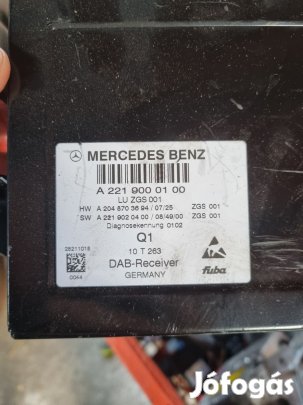 MERCEDES BENZ
A 221 900 01 00
LU ZGS 001
HW A 204 870 36 94 / 07/25 ZGS 001
SW A 221 902 04 00 / 08/49/00 ZGS 001
Diagnosekennung 0102
Q1
10 T 263
28211018
0044
DAB-Receiver
GERMANY
fuba
Jófogás